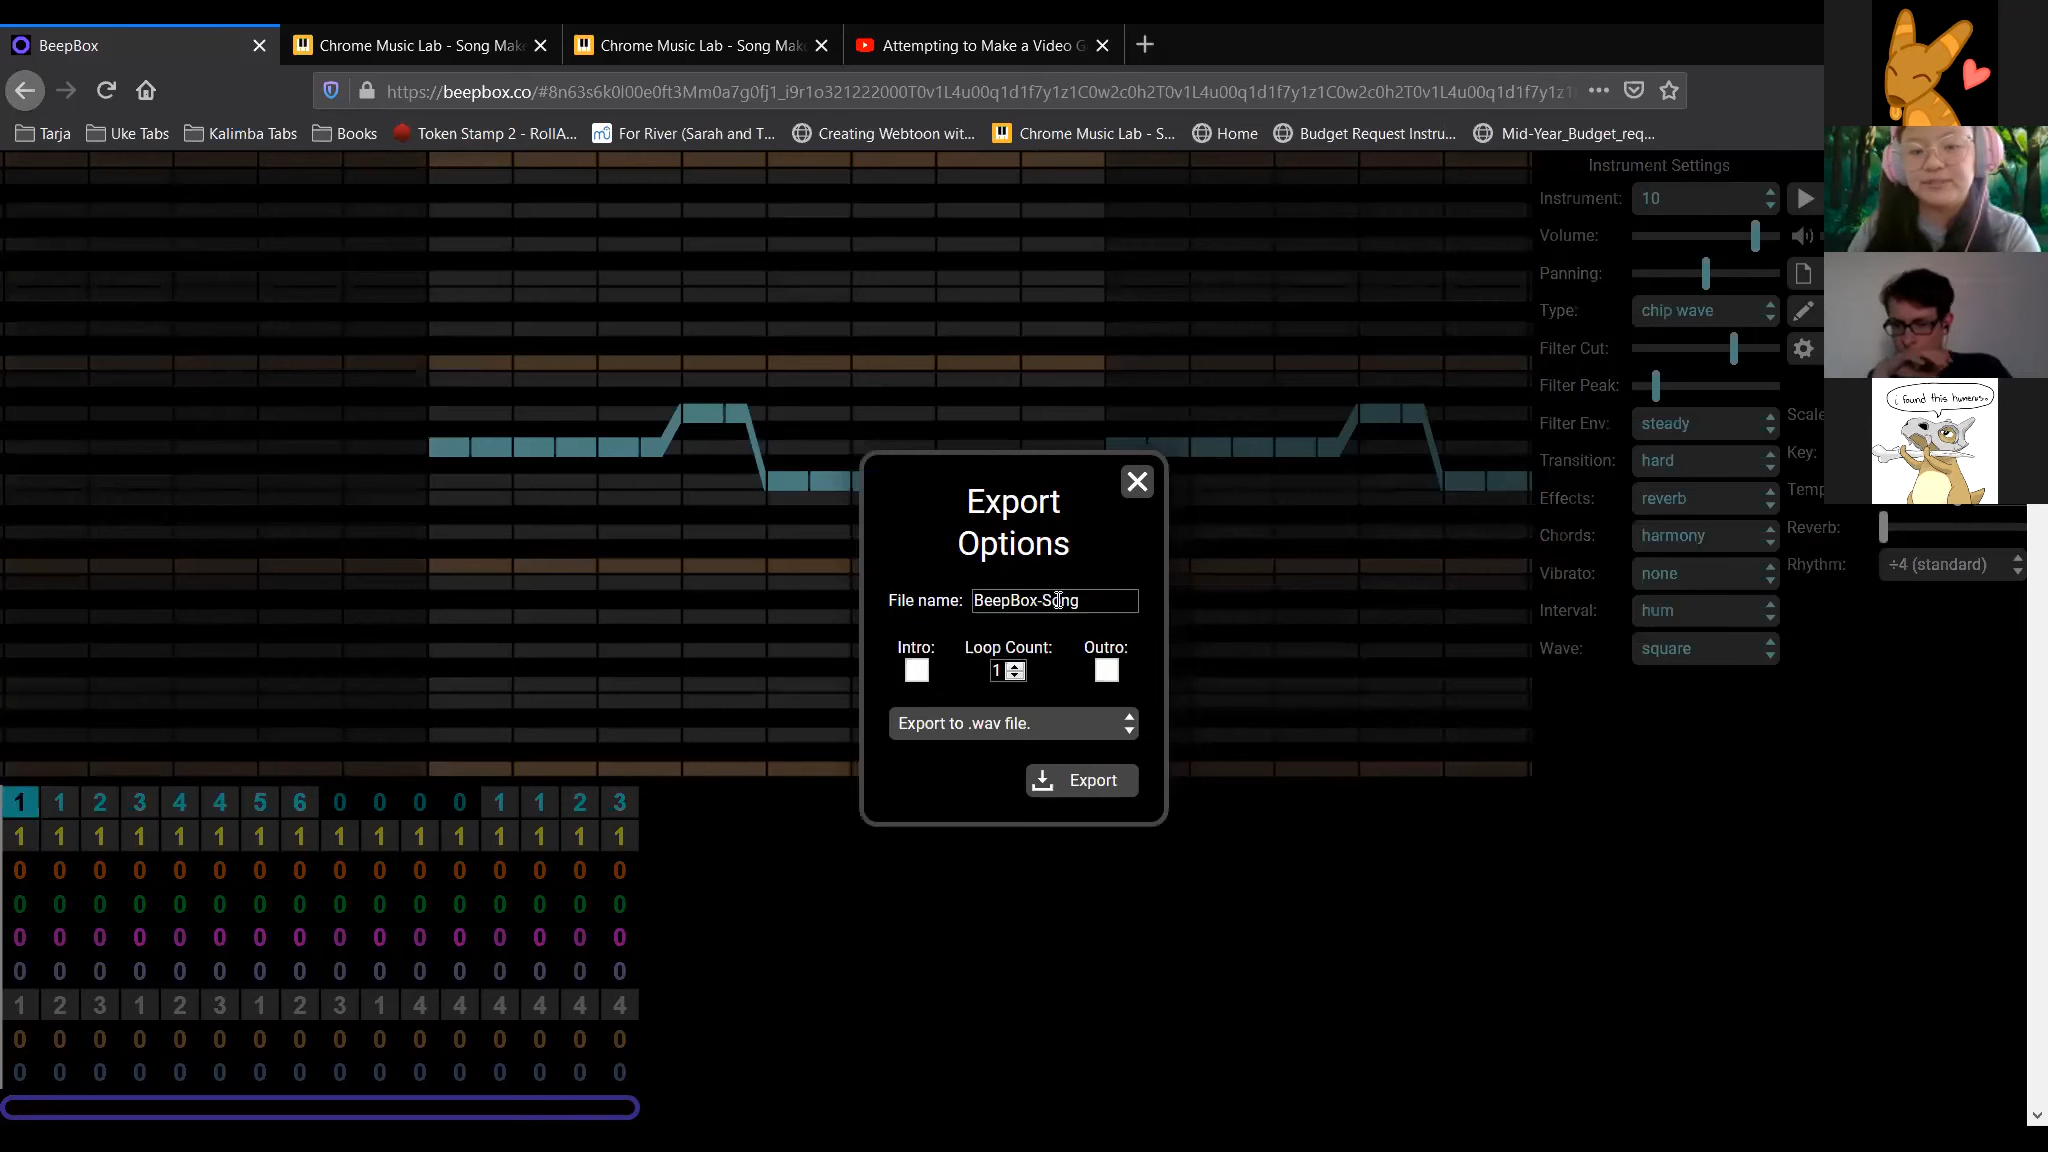 BeepBox
Chrome Music Lab - Song Make
Chrome Music Lab - Song Make
Attempting to Make a Video G
https://beepbox.co/#8n63s6k0l00e0ft3Mm0a7g0fj1_i9r1o321222000T0v1L4u00q1d1f7y1z1C0w2c0h2T0v1L4u00q1d1f7y1z1C0w2c0h2T0v1L4u00q1d1f7y1z1
Tarja
Uke Tabs
Kalimba Tabs
Books
Token Stamp 2 - RollA...
For River (Sarah and T...
Creating Webtoon wit...
Chrome Music Lab - S...
Home
Budget Request Instru...
Mid-Year_Budget_req...
i found this humerus.
Instrument Settings
Instrument: 10
Volume:
Panning:
Type: chip wave
Filter Cut:
Filter Peak:
Filter Env: steady
Transition: hard
Effects: reverb
Chords: harmony
Vibrato: none
Interval: hum
Wave: square
Scale
Key:
Temp
Reverb:
Rhythm: ÷4 (standard)
Export
Options
File name: BeepBox-Song
Intro: Loop Count: Outro:
1
Export to .wav file.
Export
1 1 2 3 4 4 5 6 0 0 0 0 1 1 2 3
1 1 1 1 1 1 1 1 1 1 1 1 1 1 1 1
0 0 0 0 0 0 0 0 0 0 0 0 0 0 0 0
0 0 0 0 0 0 0 0 0 0 0 0 0 0 0 0
0 0 0 0 0 0 0 0 0 0 0 0 0 0 0 0
0 0 0 0 0 0 0 0 0 0 0 0 0 0 0 0
1 2 3 1 2 3 1 2 3 1 4 4 4 4 4 4
0 0 0 0 0 0 0 0 0 0 0 0 0 0 0 0
0 0 0 0 0 0 0 0 0 0 0 0 0 0 0 0